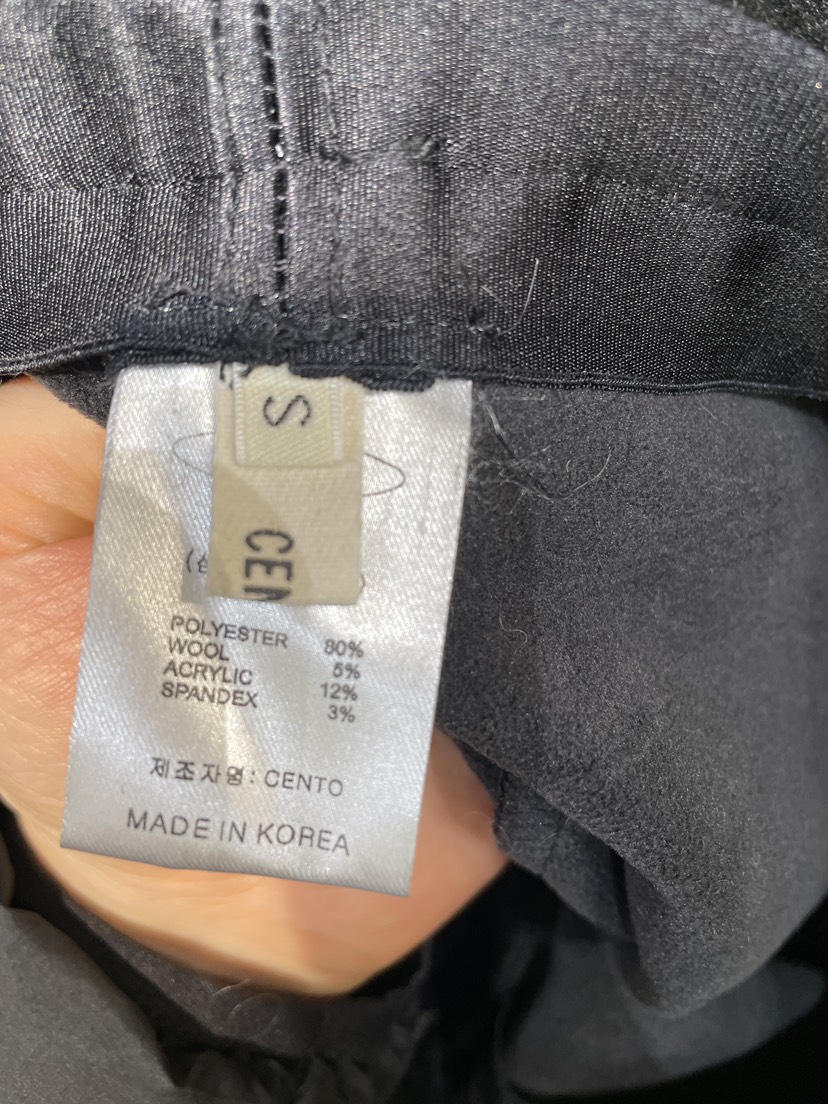 S
CEN
POLYESTER 80%
WOOL 5%
ACRYLIC 12%
SPANDEX 3%
제조자명: CENTO
MADE IN KOREA